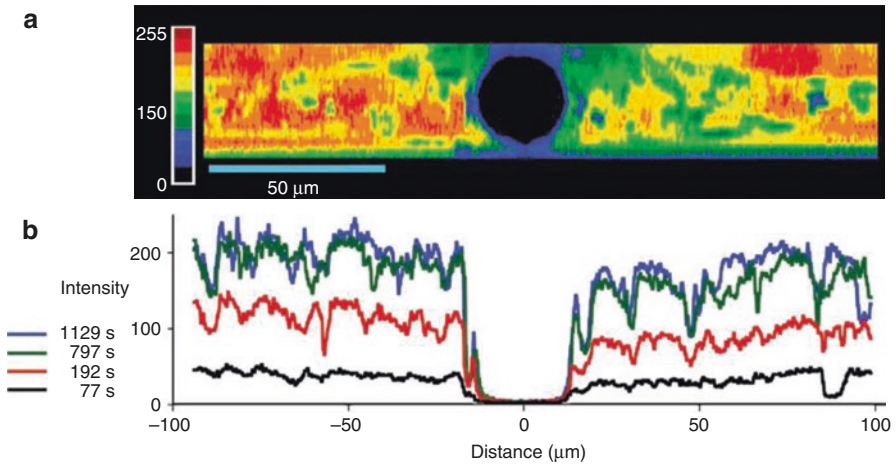 a
255
150
0
50 μm
b
200
100
0
Intensity
1129 s
797 s
192 s
77 s
–100
–50
0
50
100
Distance (μm)